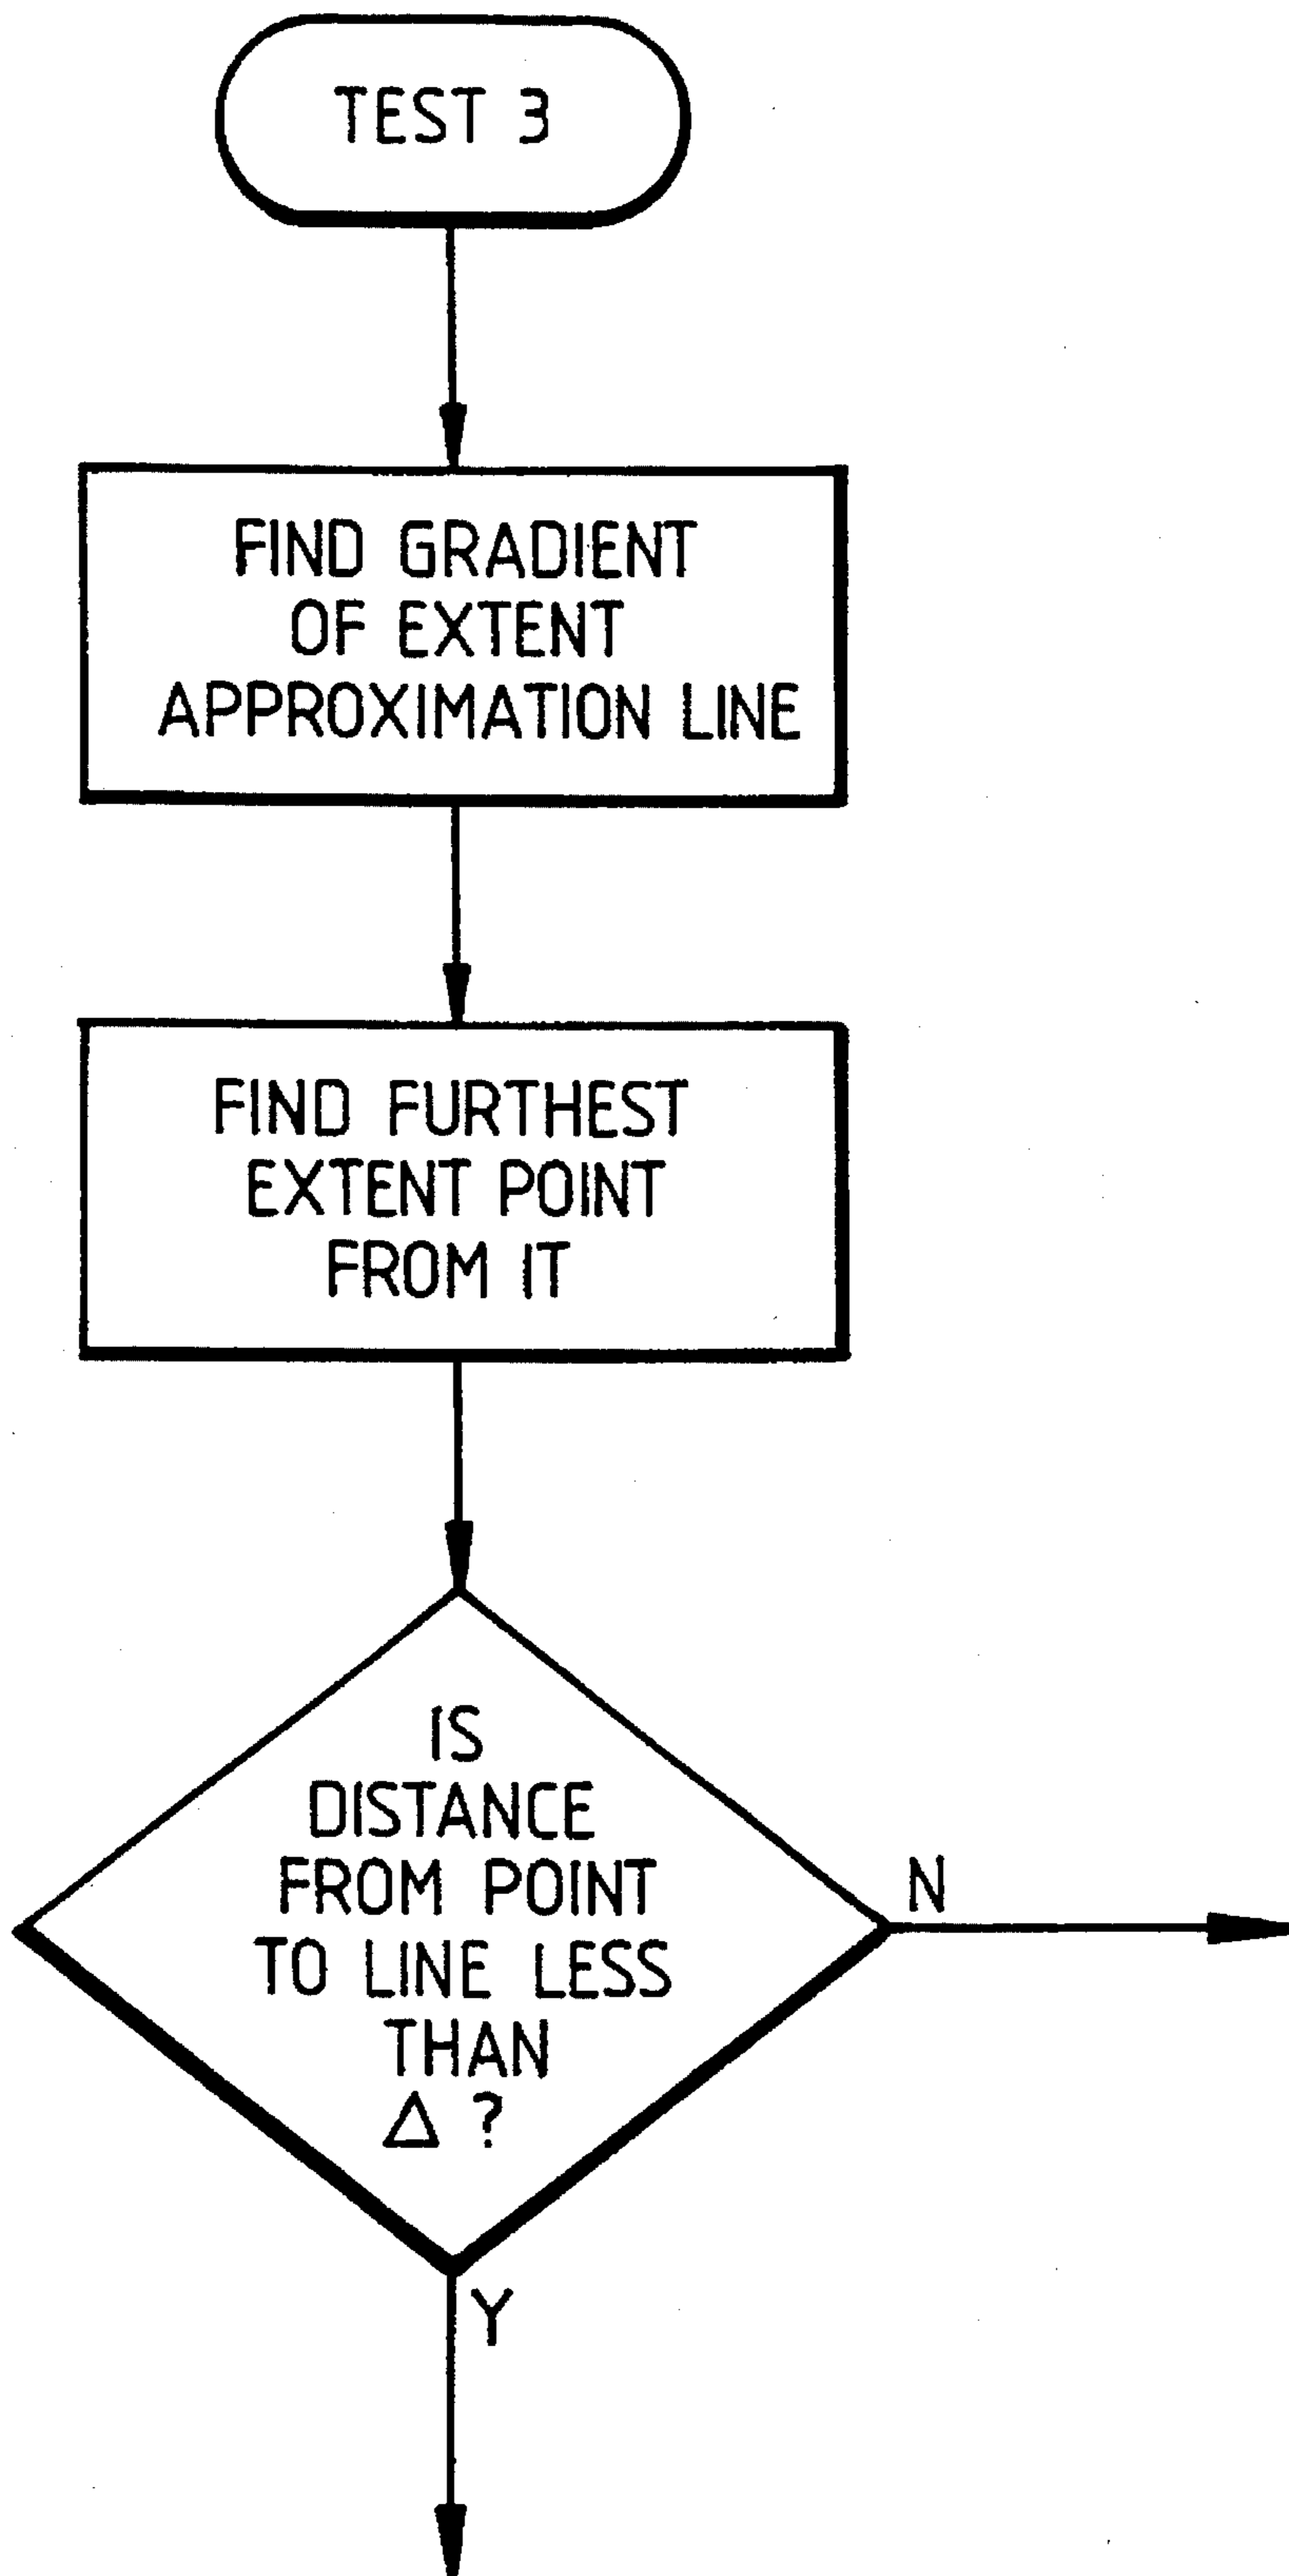 TEST 3
FIND GRADIENT
OF EXTENT
APPROXIMATION LINE
FIND FURTHEST
EXTENT POINT
FROM IT
IS
DISTANCE
FROM POINT
TO LINE LESS
THAN
Δ ?
N
Y